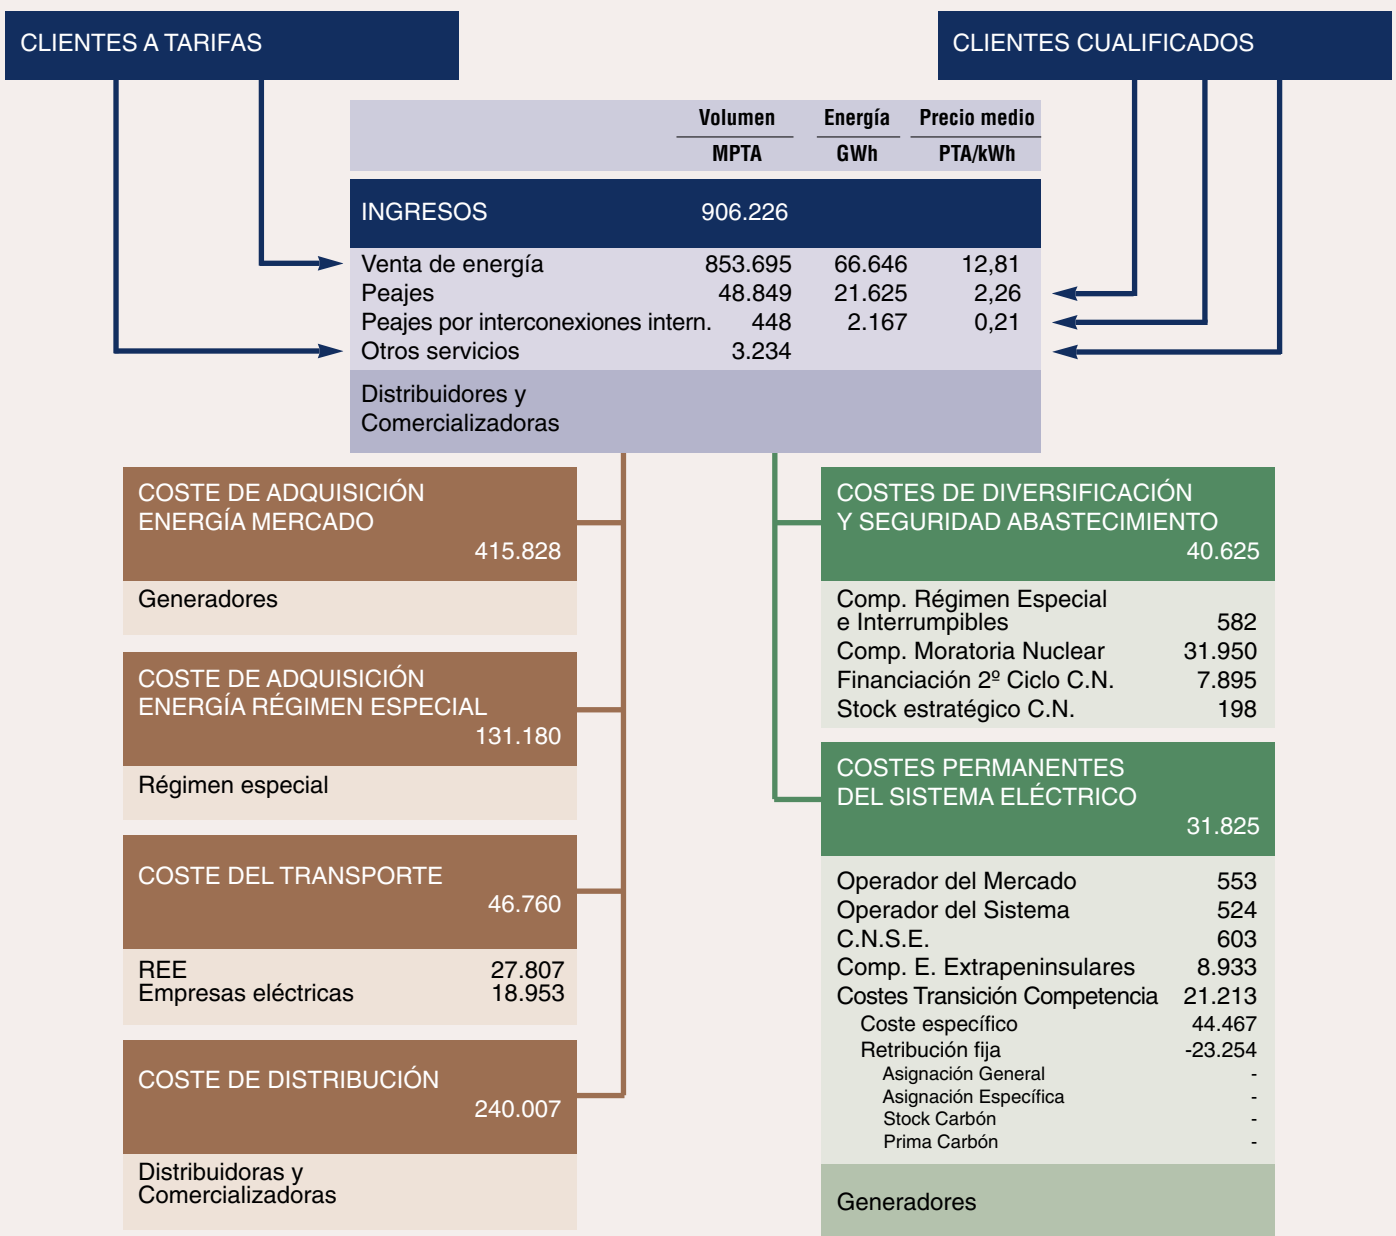 CLIENTES A TARIFAS
CLIENTES CUALIFICADOS
Volumen Energía Precio medio
MPTA GWh PTA/kWh
INGRESOS 906.226
Venta de energía 853.695 66.646 12,81
Peajes 48.849 21.625 2,26
Peajes por interconexiones intern. 448 2.167 0,21
Otros servicios 3.234
Distribuidores y
Comercializadoras
COSTE DE ADQUISICIÓN
ENERGÍA MERCADO
415.828
Generadores
COSTE DE ADQUISICIÓN
ENERGÍA RÉGIMEN ESPECIAL
131.180
Régimen especial
COSTE DEL TRANSPORTE
46.760
REE 27.807
Empresas eléctricas 18.953
COSTE DE DISTRIBUCIÓN
240.007
Distribuidoras y
Comercializadoras
COSTES DE DIVERSIFICACIÓN
Y SEGURIDAD ABASTECIMIENTO
40.625
Comp. Régimen Especial
e Interrumpibles 582
Comp. Moratoria Nuclear 31.950
Financiación 2º Ciclo C.N. 7.895
Stock estratégico C.N. 198
COSTES PERMANENTES
DEL SISTEMA ELÉCTRICO
31.825
Operador del Mercado 553
Operador del Sistema 524
C.N.S.E. 603
Comp. E. Extrapeninsulares 8.933
Costes Transición Competencia 21.213
Coste específico 44.467
Retribución fija -23.254
Asignación General -
Asignación Específica -
Stock Carbón -
Prima Carbón -
Generadores